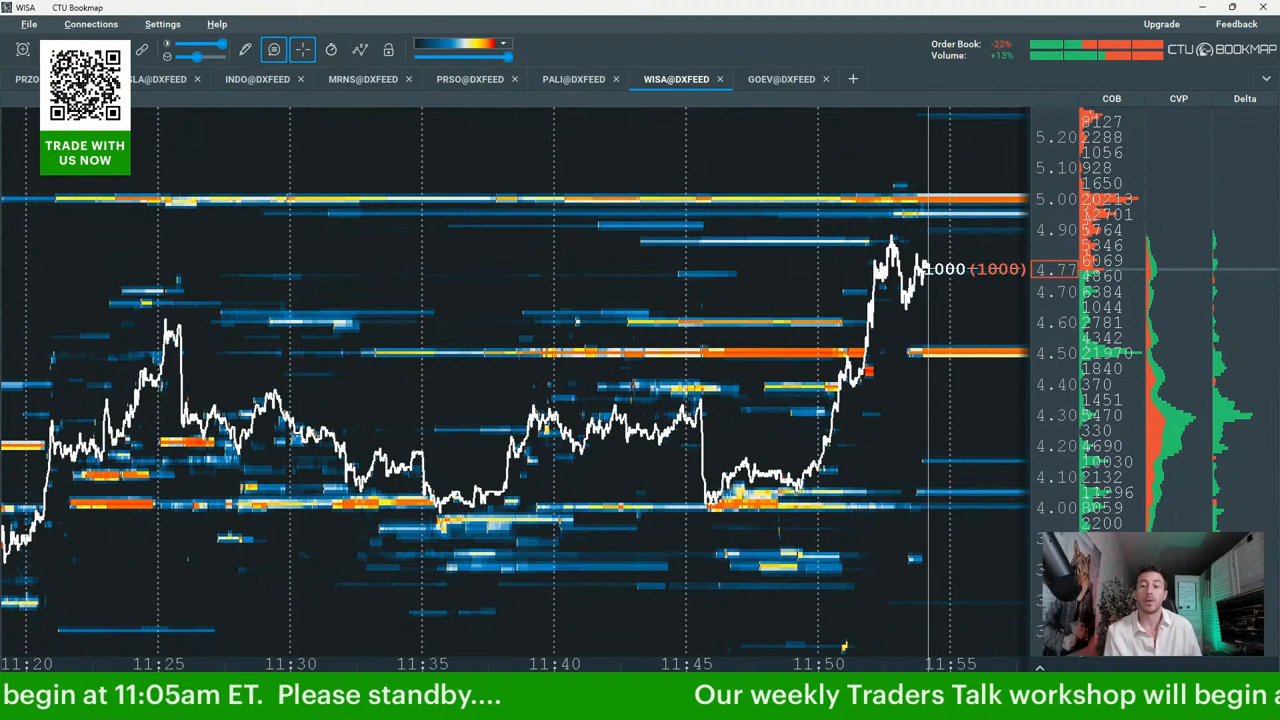 WISA CTU Bookmap
File Connections Settings Help Upgrade Feedback
Order Book: -22%
Volume: +13%
CTU BOOKMAP
PRZO LA@DXFEED INDO@DXFEED MRNS@DXFEED PRSO@DXFEED PALI@DXFEED WISA@DXFEED GOEV@DXFEED
TRADE WITH
US NOW
COB CVP Delta
8127
5.20 2288
1056
5.10 928
1650
5.00 20213
12701
4.90 5764
5346
6069
1000 (1000) 4.77 4860
4.70 6384
1044
4.60 2781
4342
4.50 21970
1840
4.40 370
1451
4.30 5470
330
4.20 4690
10030
4.10 2132
11296
4.00 8059
2200
11:20 11:25 11:30 11:35 11:40 11:45 11:50 11:55
begin at 11:05am ET. Please standby.... Our weekly Traders Talk workshop will begin a